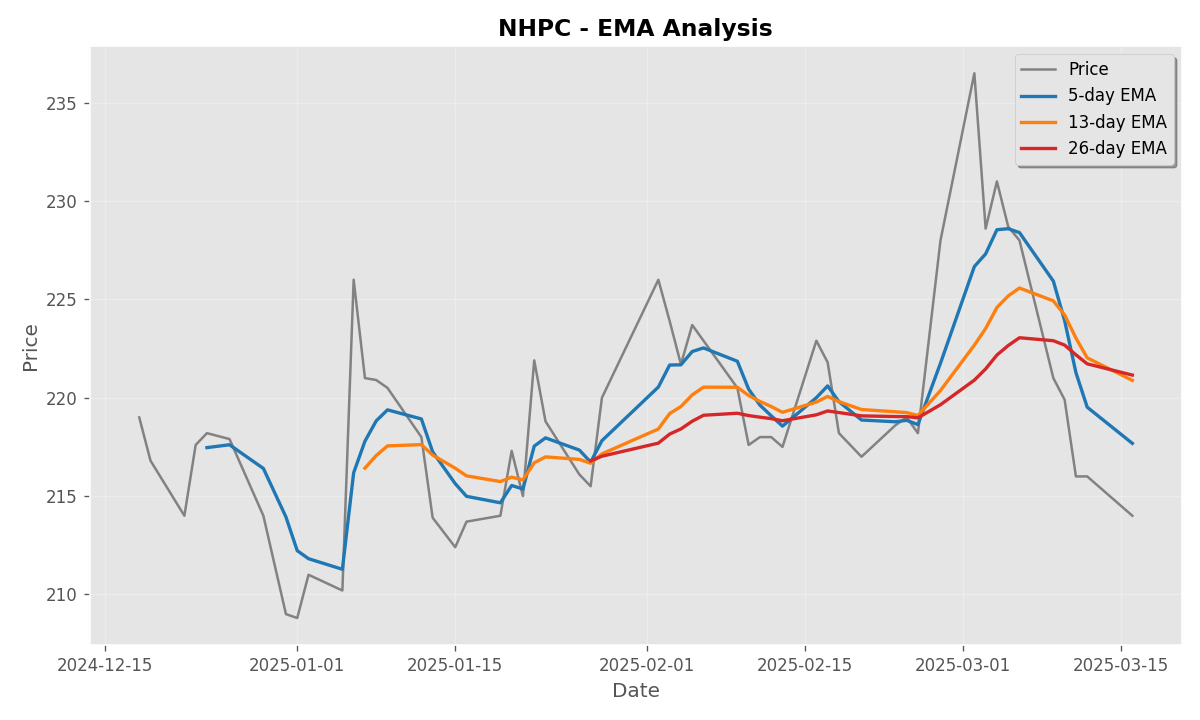 NHPC - EMA Analysis
Price
5-day EMA
13-day EMA
26-day EMA
235
230
225
220
215
210
Price
2024-12-15
2025-01-01
2025-01-15
2025-02-01
2025-02-15
2025-03-01
2025-03-15
Date